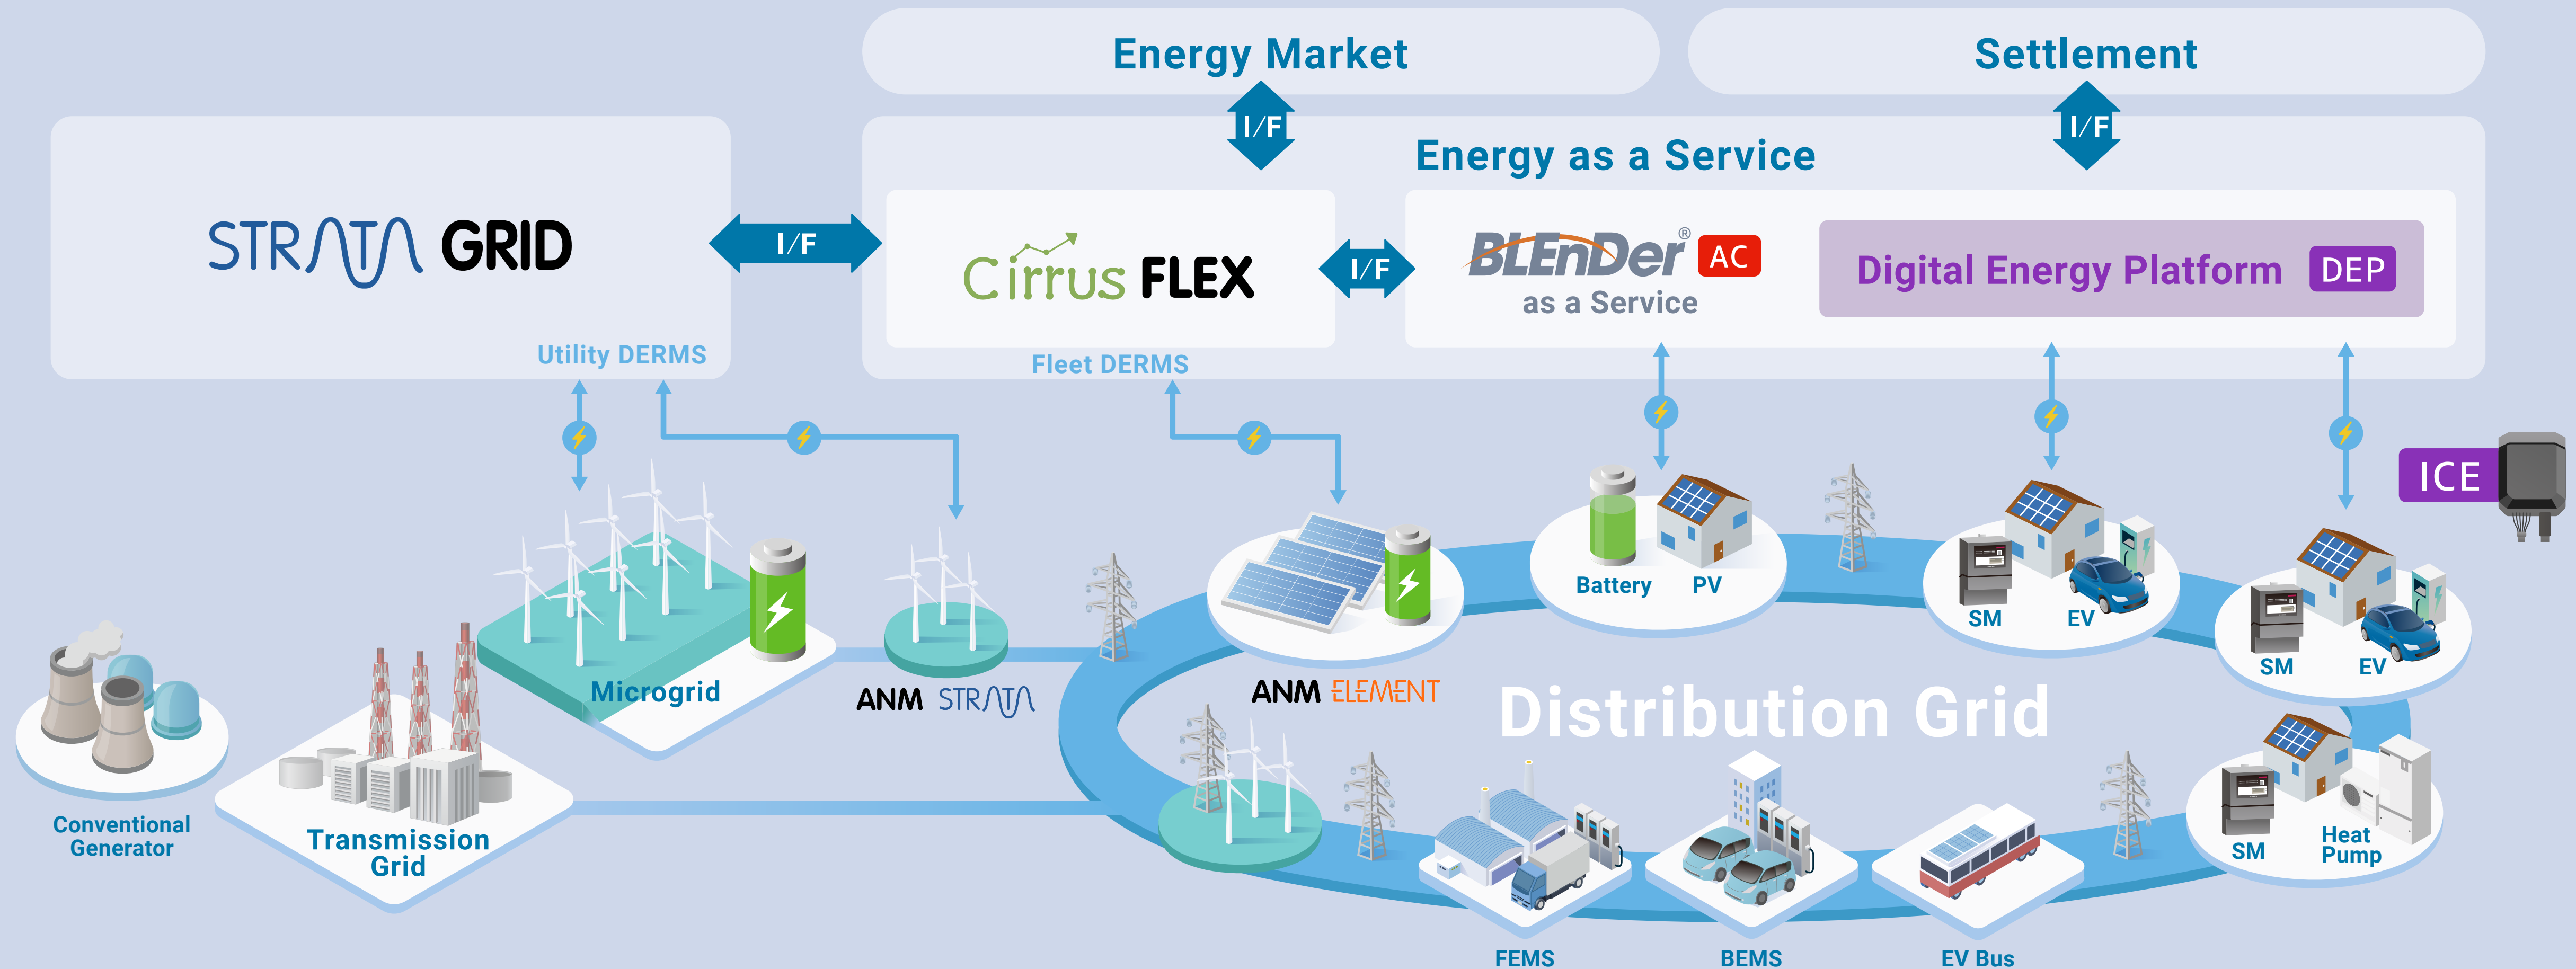 Energy Market
Settlement
I/F
I/F
Energy as a Service
STRATA GRID
I/F
Cirrus FLEX
I/F
BLEnDer® AC
as a Service
Digital Energy Platform DEP
Utility DERMS
Fleet DERMS
ICE
Battery PV
SM EV
SM EV
Microgrid
ANM STRATA
ANM ELEMENT
Distribution Grid
Conventional
Generator
Transmission
Grid
SM
Heat
Pump
FEMS
BEMS
EV Bus